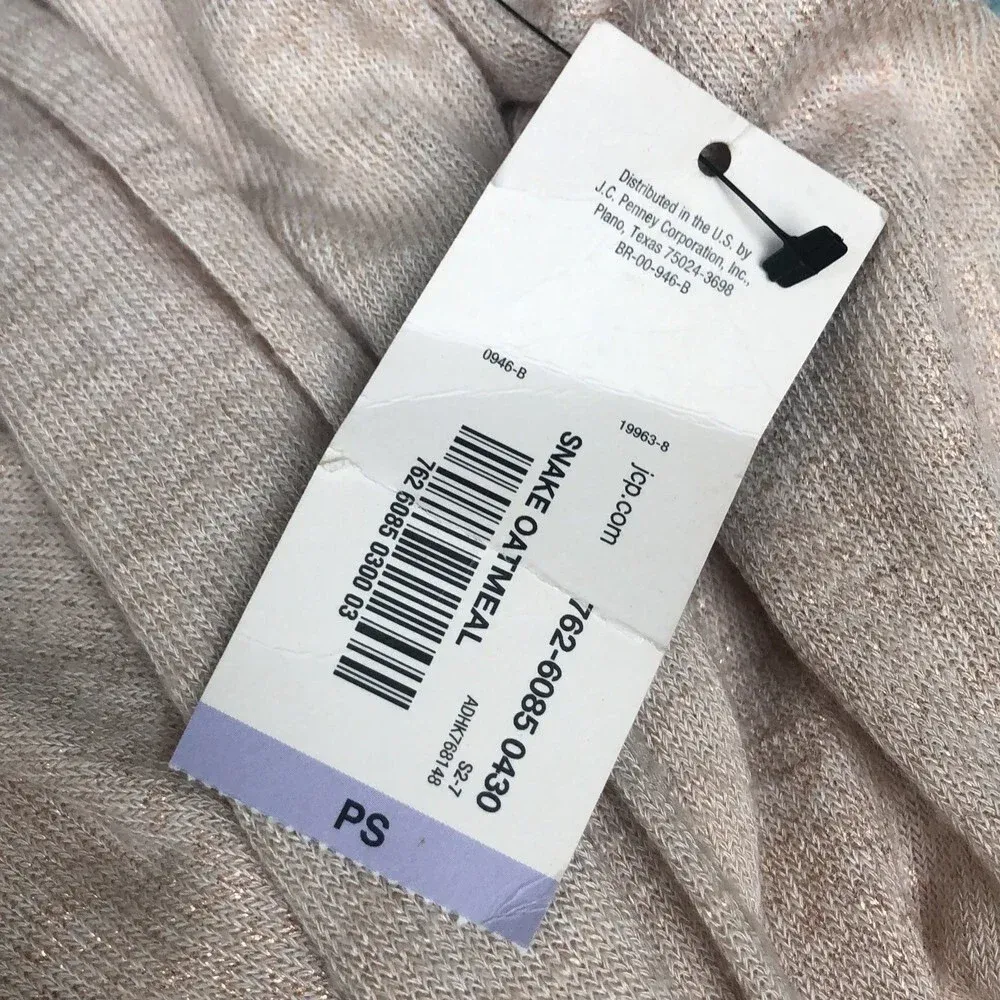 Distributed in the U.S. by
J.C. Penney Corporation, Inc.,
Plano, Texas 75024-3698
BR-00-946-B
0946-B
19963-8
jcp.com
762-6085 0430
SNAKE OATMEAL
762 6085 0300 03
S2-7
ADHK768148
PS